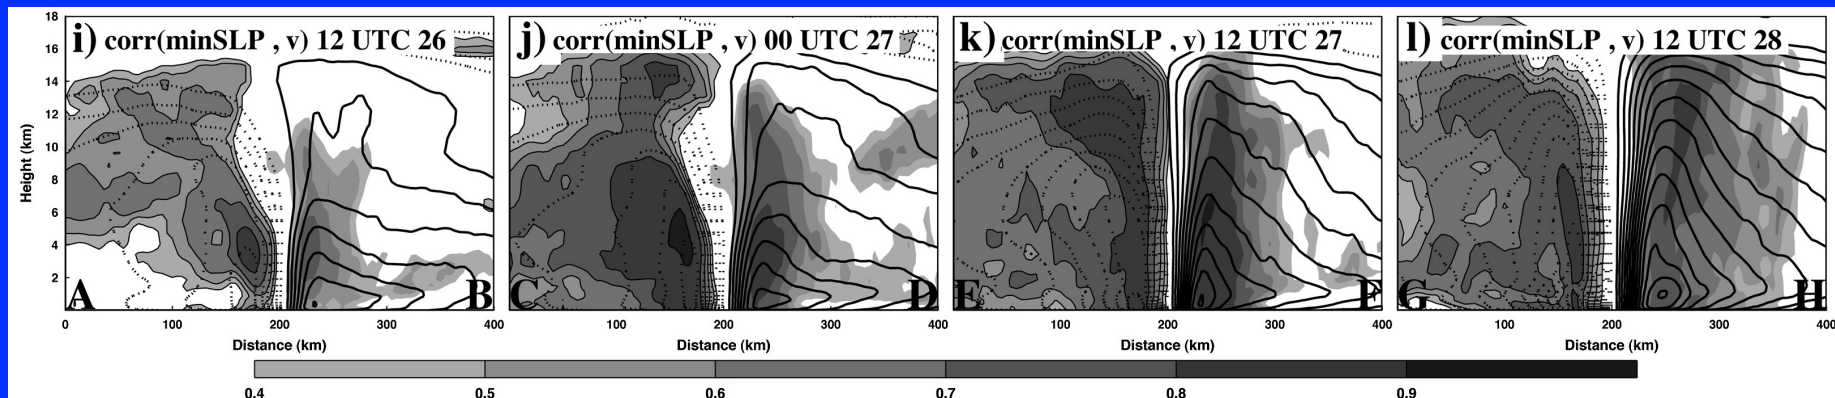 i) corr(minSLP , v) 12 UTC 26
j) corr(minSLP , v) 00 UTC 27
k) corr(minSLP , v) 12 UTC 27
l) corr(minSLP , v) 12 UTC 28
Height (km)
18
16
14
12
10
8
6
4
2
A B
C D
E F
G H
0 100 200 300 400
100 200 300 400
100 200 300 400
100 200 300 400
Distance (km)
Distance (km)
Distance (km)
Distance (km)
0.4 0.5 0.6 0.7 0.8 0.9